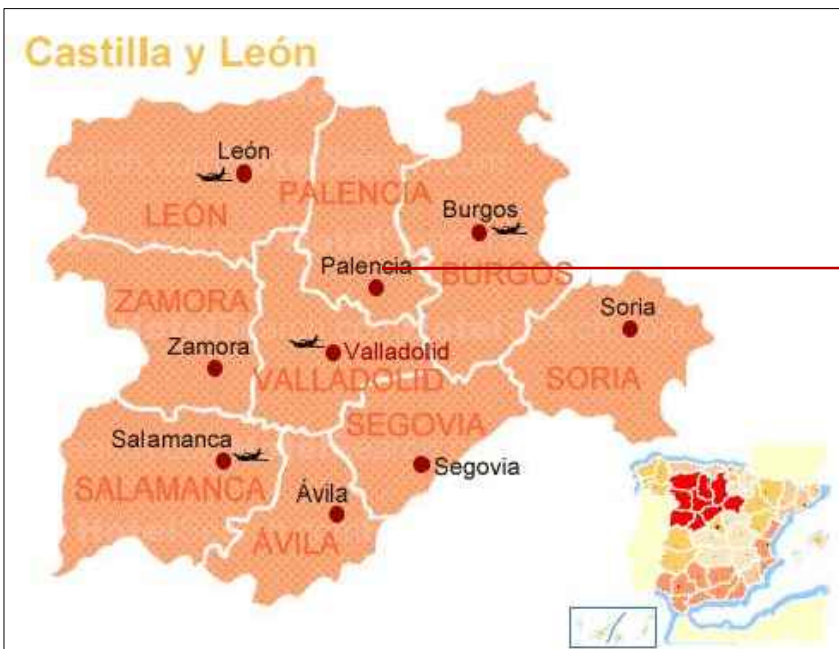 Castilla y León
León
LEÓN
PALENCIA
Burgos
Palencia
BURGOS
ZAMORA
Soria
Zamora
Valladolid
VALLADOLID
SORIA
SEGOVIA
Salamanca
Segovia
SALAMANCA
Ávila
ÁVILA